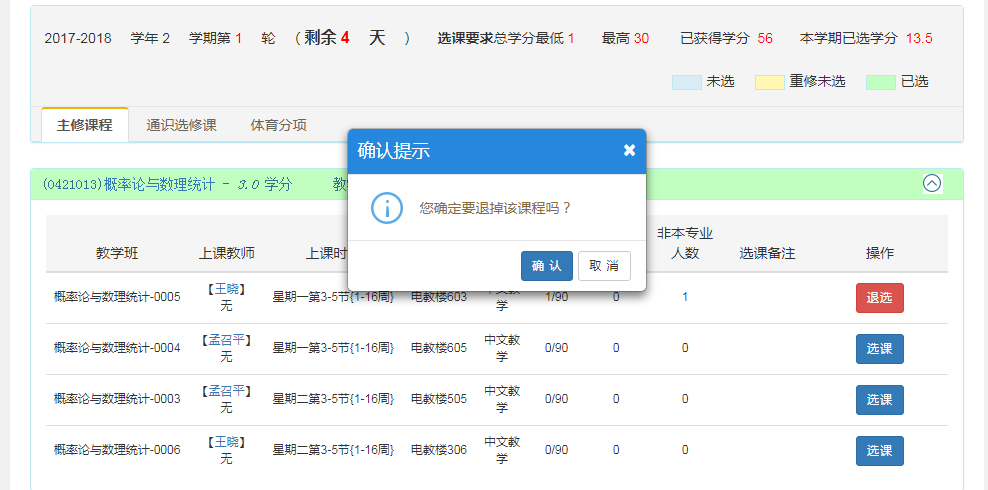 2017-2018 学年 2 学期第 1 轮 （ 剩余 4 天 ） 选课要求总学分最低 1 最高 30 已获得学分 56 本学期已选学分 13.5
未选 重修未选 已选
主修课程 通识选修课 体育分项
确认提示 ×
(0421013)概率论与数理统计 - 3.0 学分
您确定要退掉该课程吗？
确 认 取 消
教学班 上课教师 上课时 非本专业人数 选课备注 操作
概率论与数理统计-0005 【王晓】无 星期一第3-5节{1-16周} 电教楼603 中文教学 1/90 0 1 退选
概率论与数理统计-0004 【孟召平】无 星期一第3-5节{1-16周} 电教楼605 中文教学 0/90 0 0 选课
概率论与数理统计-0003 【孟召平】无 星期二第3-5节{1-16周} 电教楼505 中文教学 0/90 0 0 选课
概率论与数理统计-0006 【王晓】无 星期二第3-5节{1-16周} 电教楼306 中文教学 0/90 0 0 选课